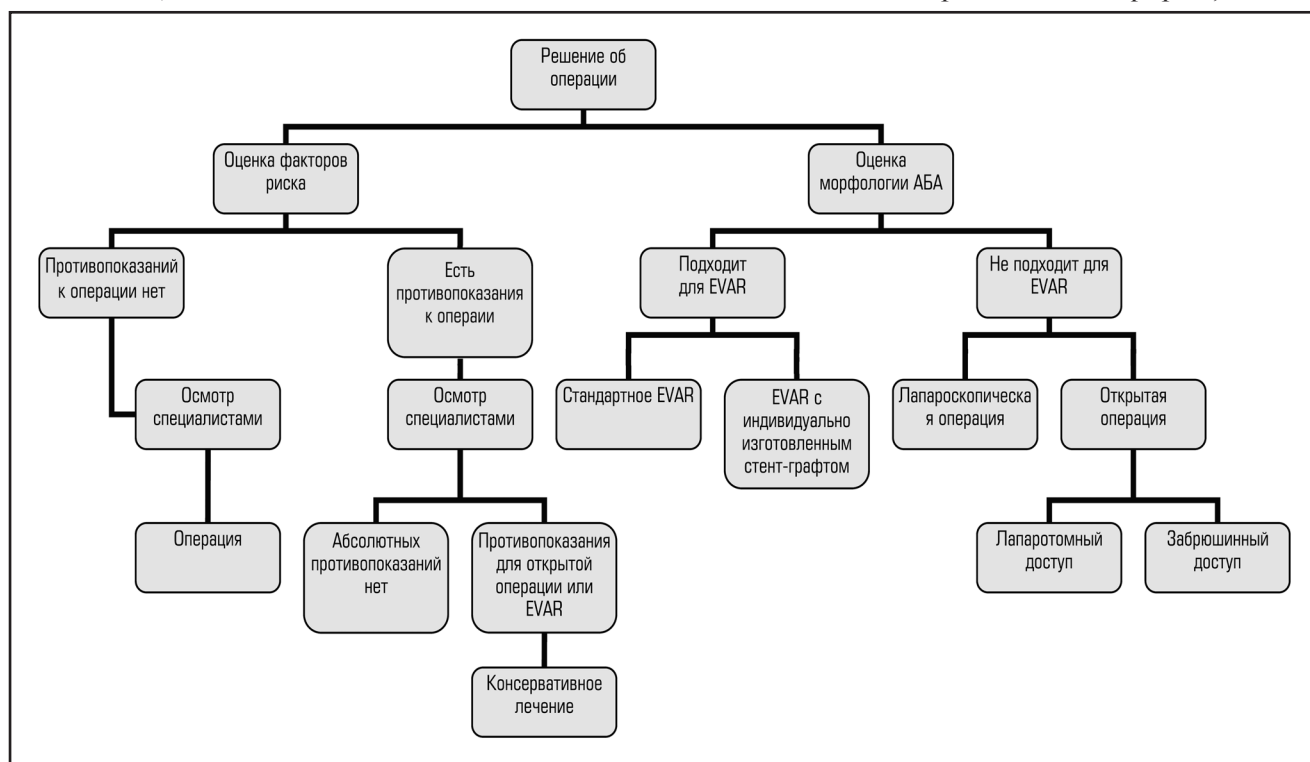 Решение об
операции
Оценка факторов
риска
Оценка
морфологии АБА
Противопоказаний
к операции нет
Есть
противопоказания
к операии
Подходит
для EVAR
Не подходит для
EVAR
Осмотр
специалистами
Осмотр
специалистами
Стандартное EVAR
EVAR с
индивидуально
изготовленным
стент-графтом
Лапароскопическа
я операция
Открытая
операция
Операция
Абсолютных
противопоказаний
нет
Противопоказания
для открытой
операции или
EVAR
Лапаротомный
доступ
Забрюшинный
доступ
Консервативное
лечение